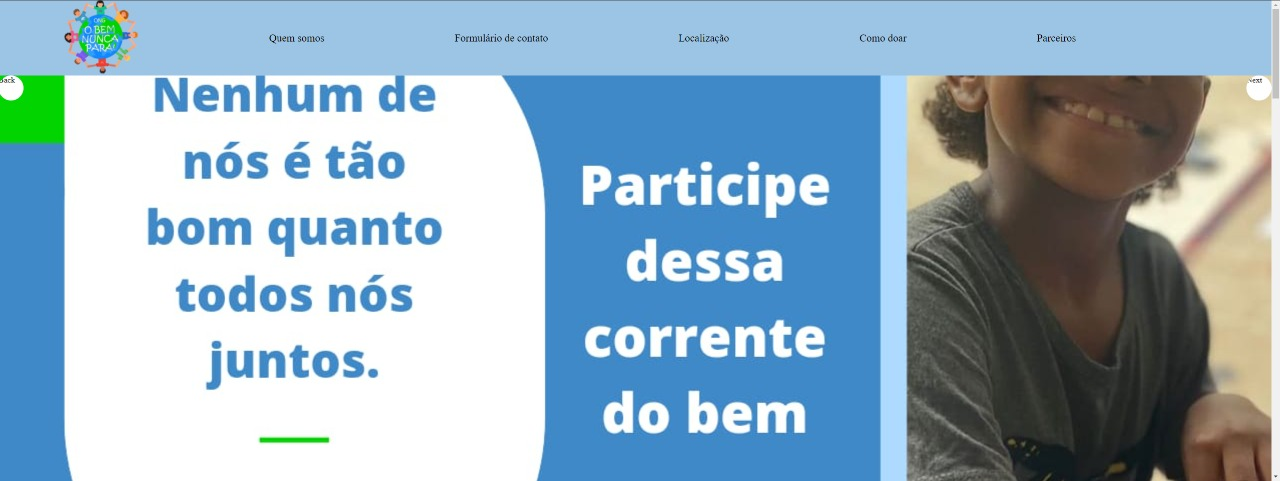 ONG
O BEM
NUNCA
PARA!
Quem somos
Formulário de contato
Localização
Como doar
Parceiros
Back
Next
Nenhum de
nós é tão
bom quanto
todos nós
juntos.
Participe
dessa
corrente
do bem